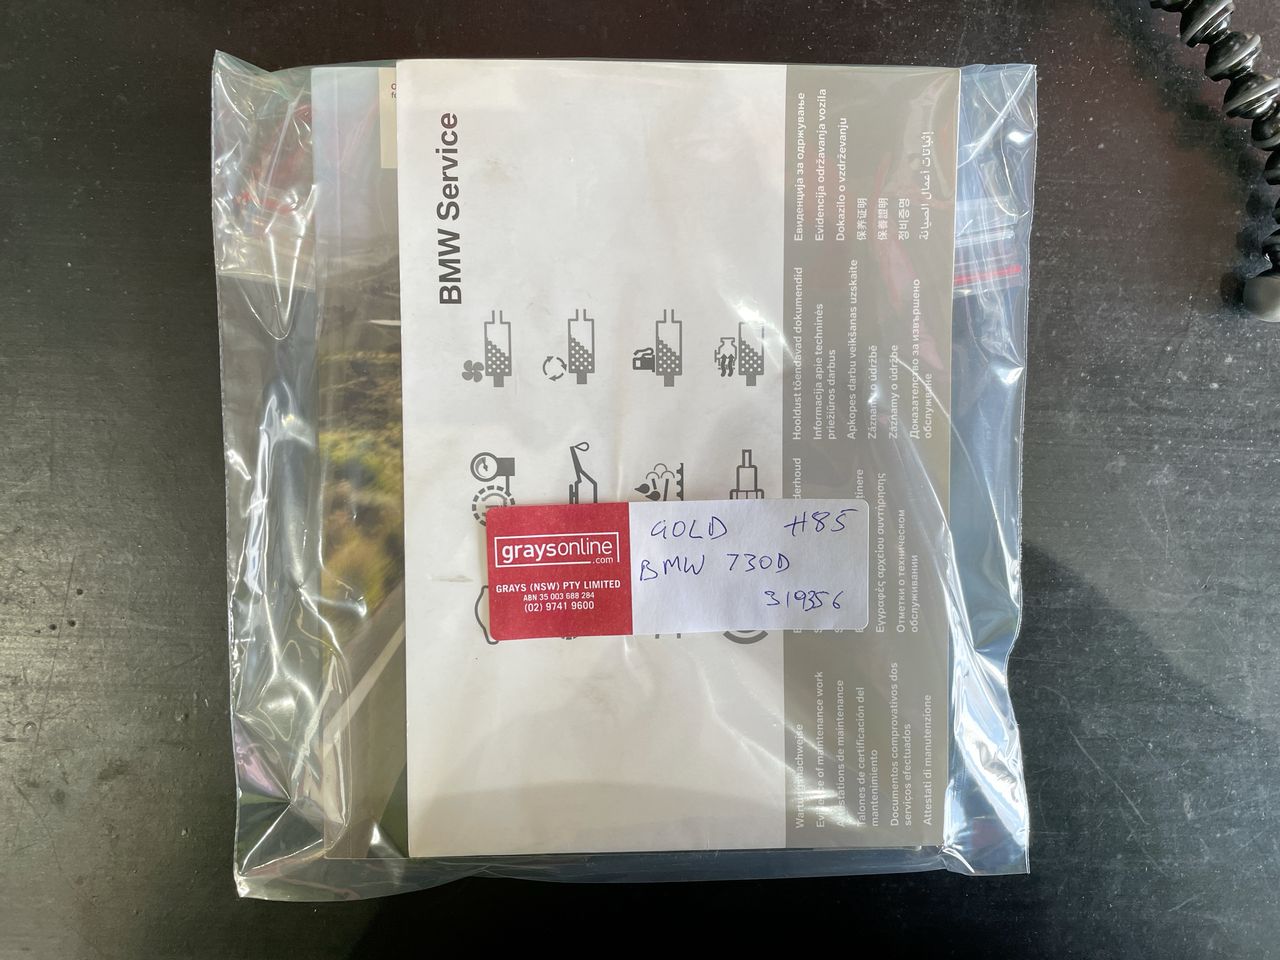 BMW Service
Евиденција за одржување
Evidencija održavanja vozila
Dokazilo o vzdrževanju
保养证明
保養證明
정비증명
إثباتات أعمال الصيانة
Hooldust tõendavad dokumendid
Informacija apie techninės
priežiūros darbus
Apkopes darbu veikšanas uzskaite
Záznamy o údržbě
Záznamy o údržbe
Доказателство за извършено
обслужване
Εγγραφές αρχείου συντήρησης
Отметки о техническом
обслуживании
Wartungsnachweise
Evidence of maintenance work
Attestations de maintenance
Talones de certificación del
mantenimiento
Documentos comprovativos dos
serviços efectuados
Attestati di manutenzione
graysonline
.com
GRAYS (NSW) PTY LIMITED
ABN 35 003 688 284
(02) 9741 9600
GOLD H85
BMW 730D
319356